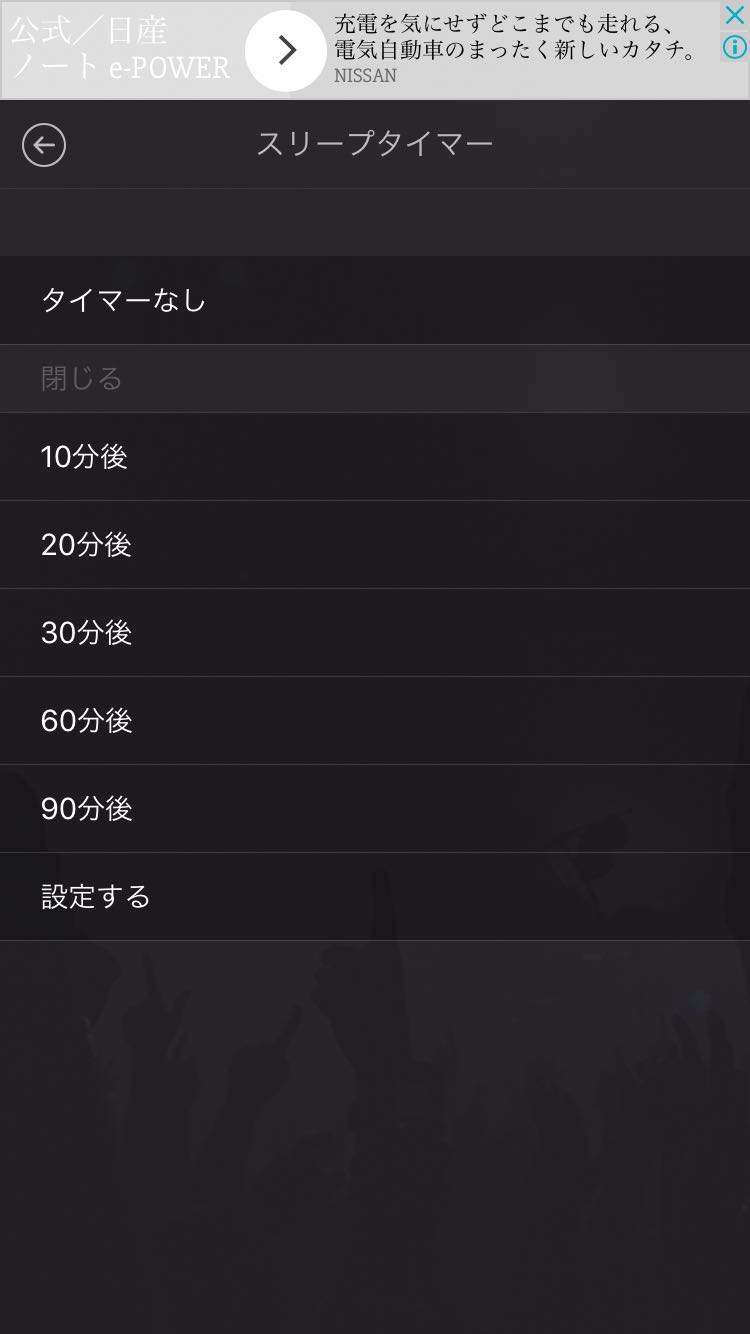 公式／日産
ノート e-POWER
充電を気にせずどこまでも走れる、
電気自動車のまったく新しいカタチ。
NISSAN
スリープタイマー
タイマーなし
閉じる
10分後
20分後
30分後
60分後
90分後
設定する